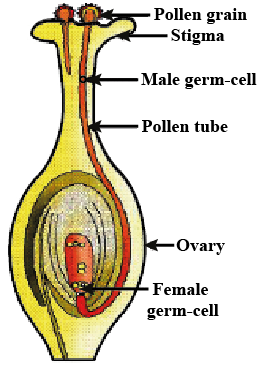 Pollen grain
Stigma
Male germ-cell
Pollen tube
Ovary
Female
germ-cell